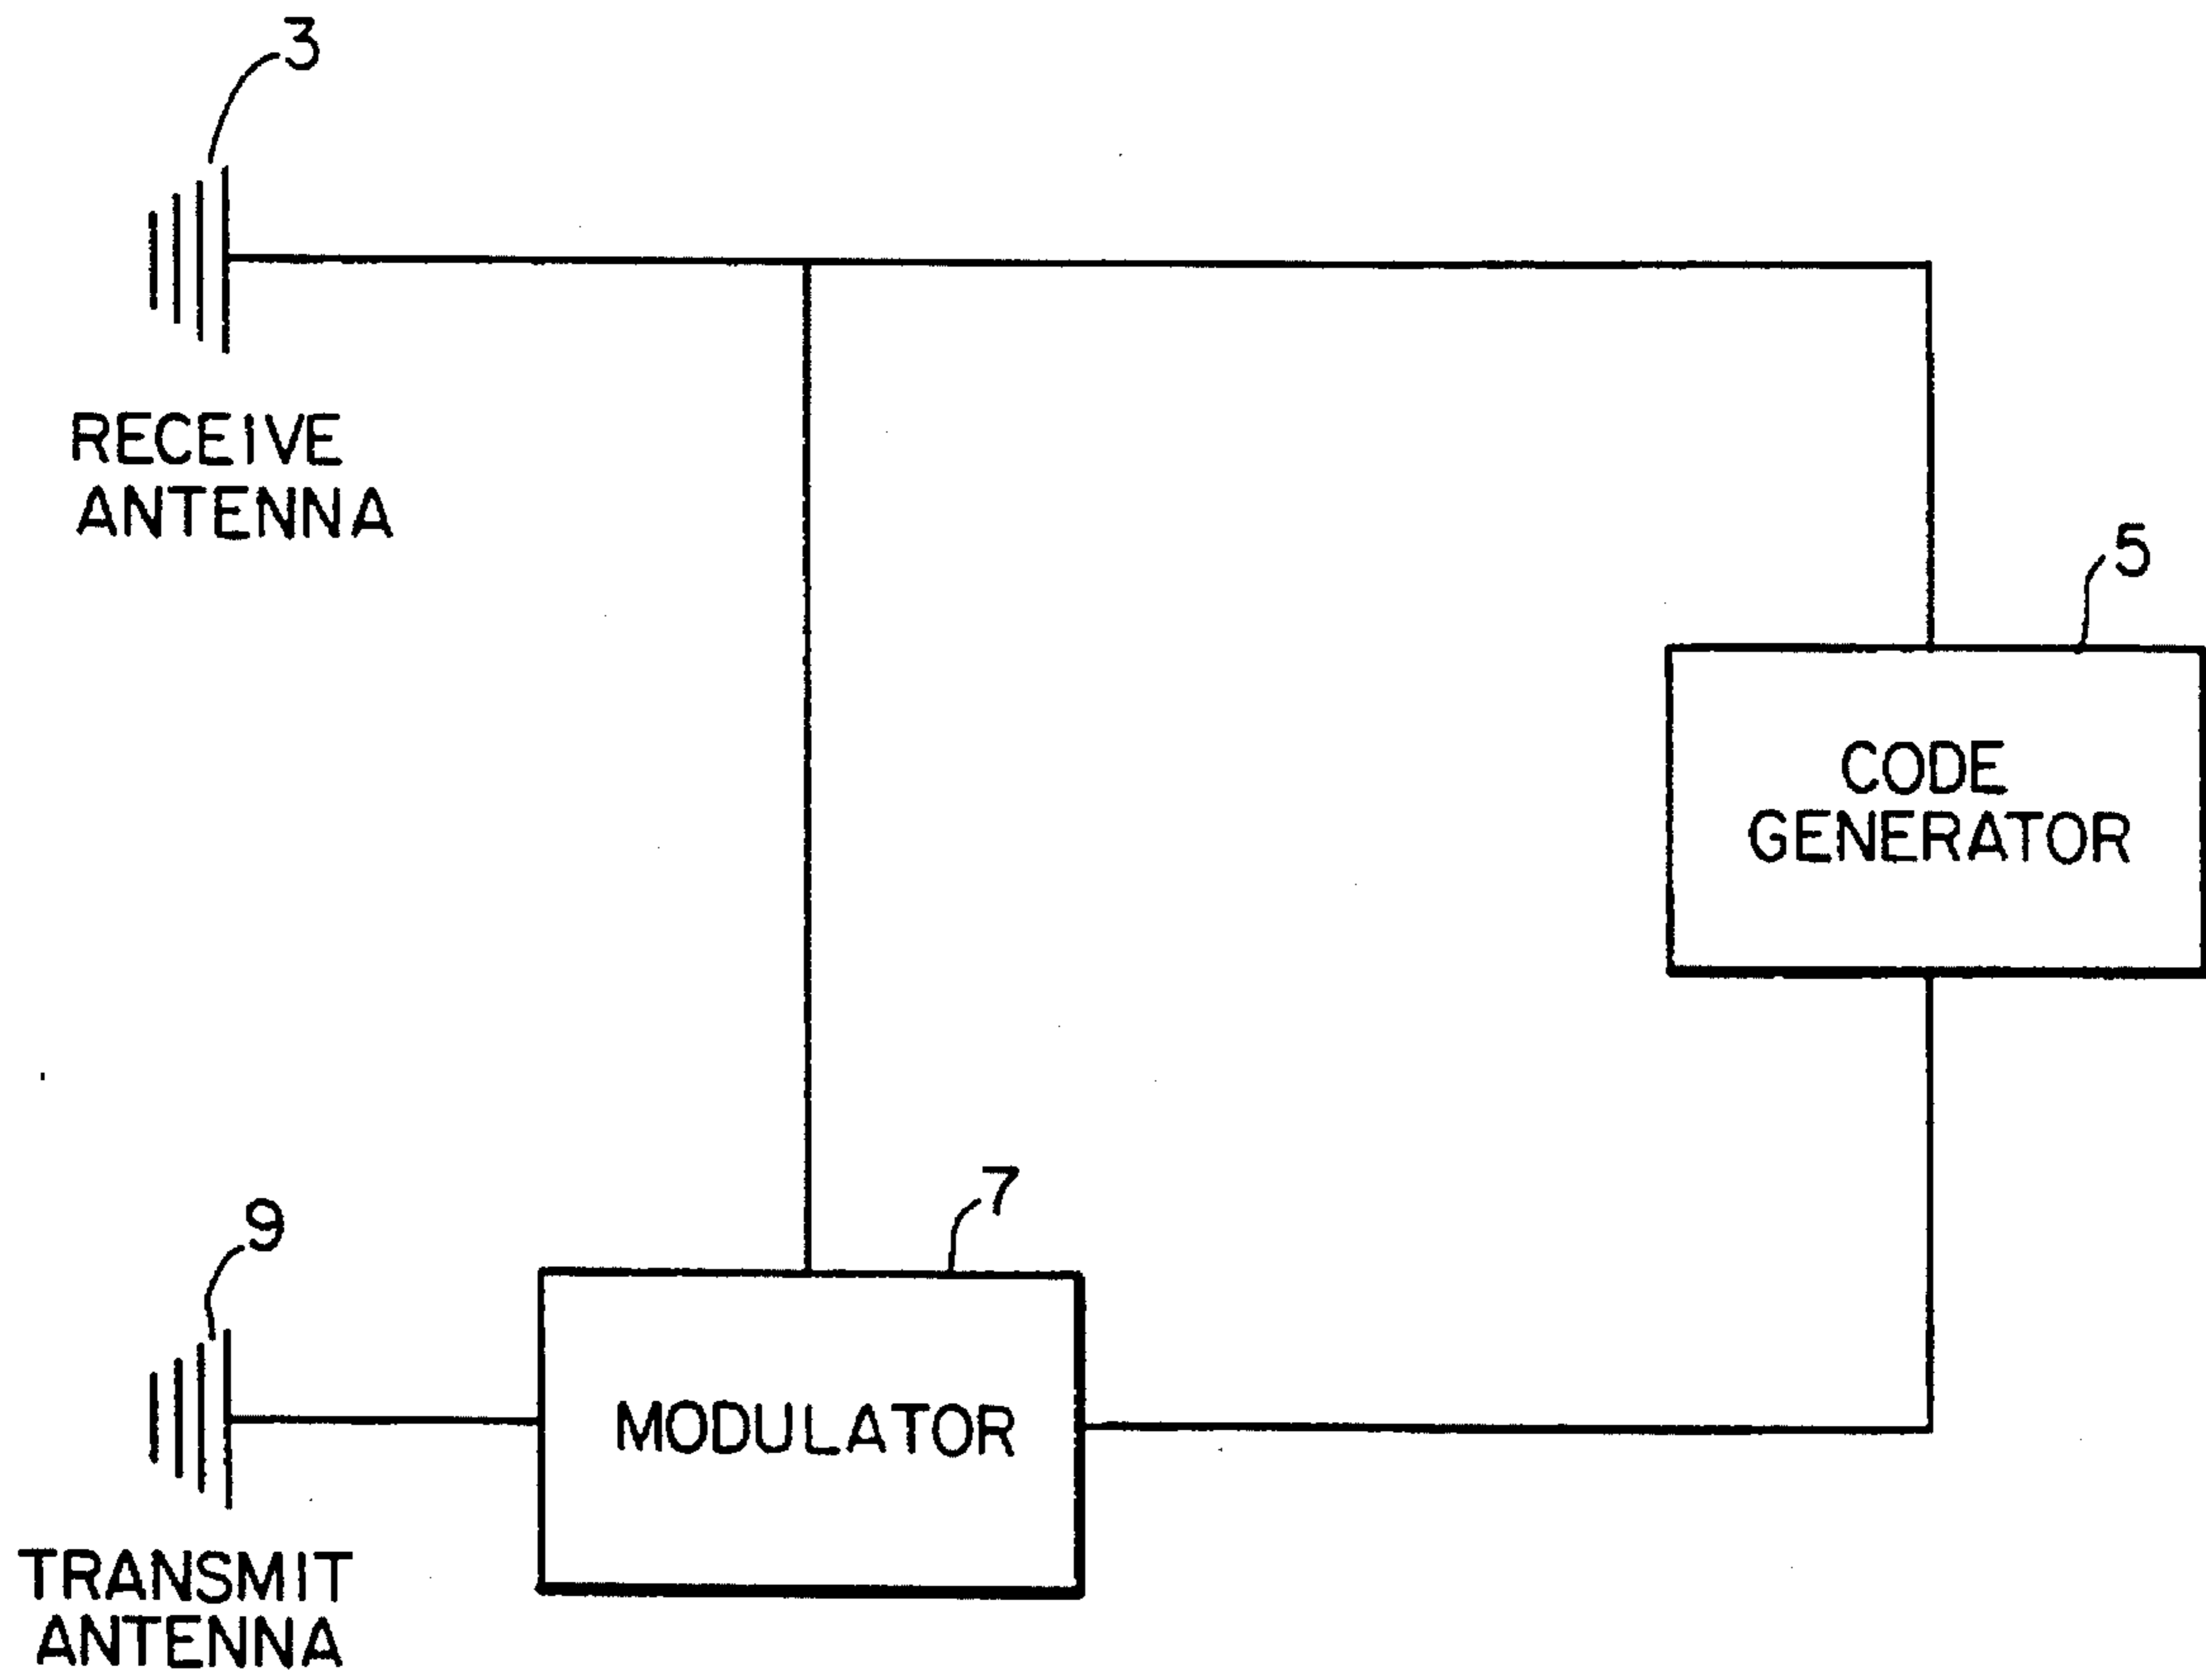 3
RECEIVE
ANTENNA
5
CODE
GENERATOR
7
9
MODULATOR
TRANSMIT
ANTENNA